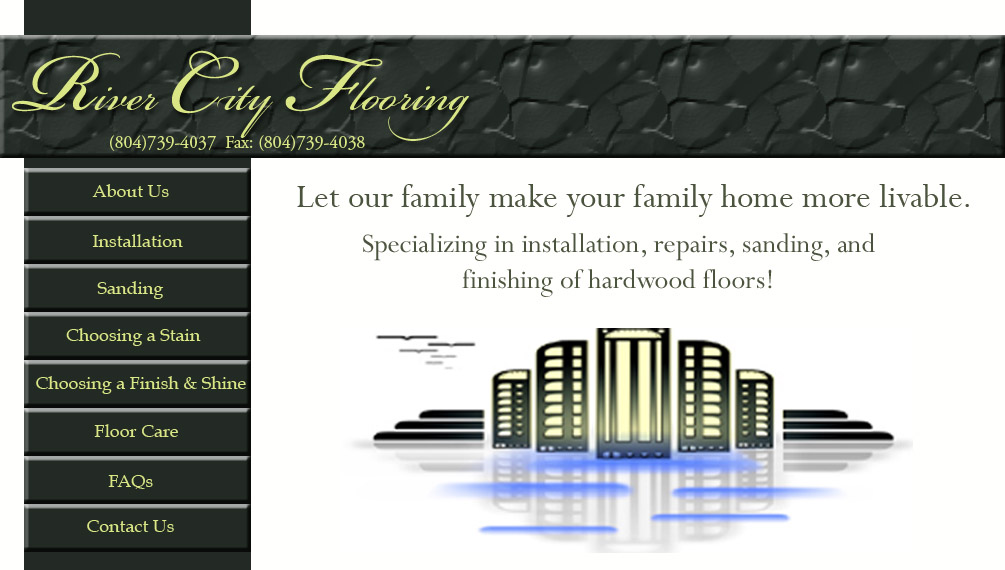 River City Flooring
(804)739-4037 Fax: (804)739-4038
About Us
Installation
Sanding
Choosing a Stain
Choosing a Finish & Shine
Floor Care
FAQs
Contact Us
Let our family make your family home more livable.
Specializing in installation, repairs, sanding, and
finishing of hardwood floors!